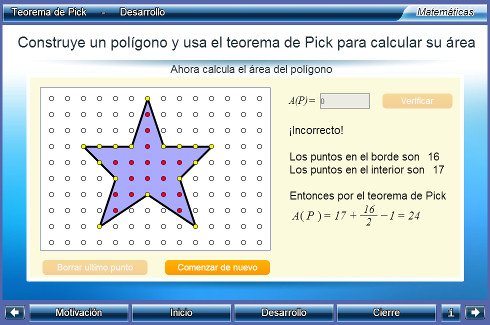 Teorema de Pick - Desarrollo
Matemáticas
Construye un polígono y usa el teorema de Pick para calcular su área
Ahora calcula el área del polígono
A(P)= 0 Verificar
¡Incorrecto!
Los puntos en el borde son 16
Los puntos en el interior son 17
Entonces por el teorema de Pick
A( P ) = 17 + 16/2 − 1 = 24
Borrar ultimo punto Comenzar de nuevo
Motivación Inicio Desarrollo Cierre i